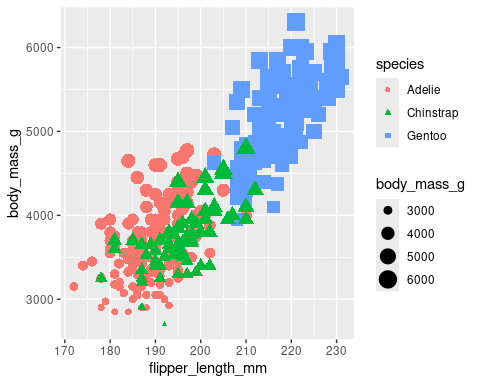 6000
5000
4000
3000
body_mass_g
170 180 190 200 210 220 230
flipper_length_mm
species
Adelie
Chinstrap
Gentoo
body_mass_g
3000
4000
5000
6000